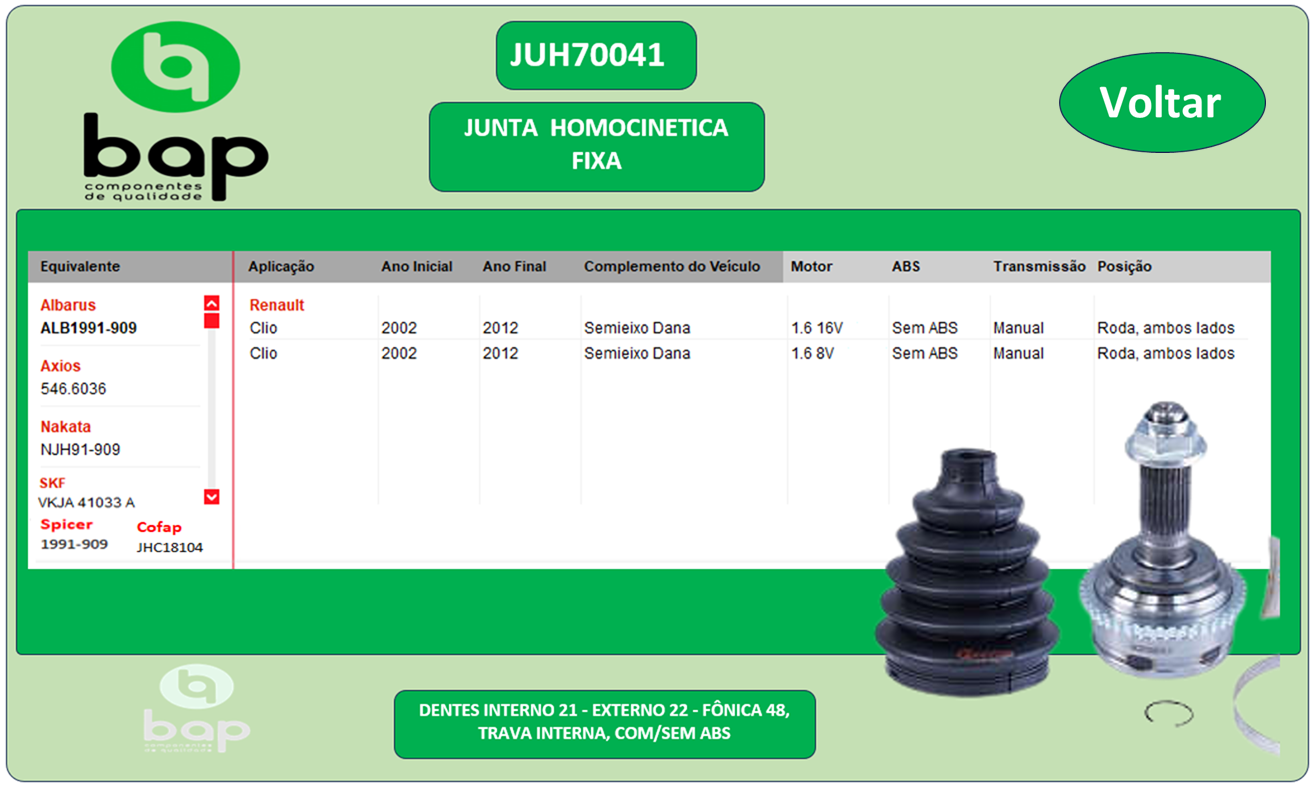 bap
componentes
de qualidade
JUH70041
JUNTA HOMOCINETICA
FIXA
Voltar
Equivalente
Albarus
ALB1991-909
Axios
546.6036
Nakata
NJH91-909
SKF
VKJA 41033 A
Spicer Cofap
1991-909 JHC18104
Aplicação Ano Inicial Ano Final Complemento do Veículo Motor ABS Transmissão Posição
Renault
Clio 2002 2012 Semieixo Dana 1.6 16V Sem ABS Manual Roda, ambos lados
Clio 2002 2012 Semieixo Dana 1.6 8V Sem ABS Manual Roda, ambos lados
bap
componentes
de qualidade
DENTES INTERNO 21 - EXTERNO 22 - FÔNICA 48,
TRAVA INTERNA, COM/SEM ABS